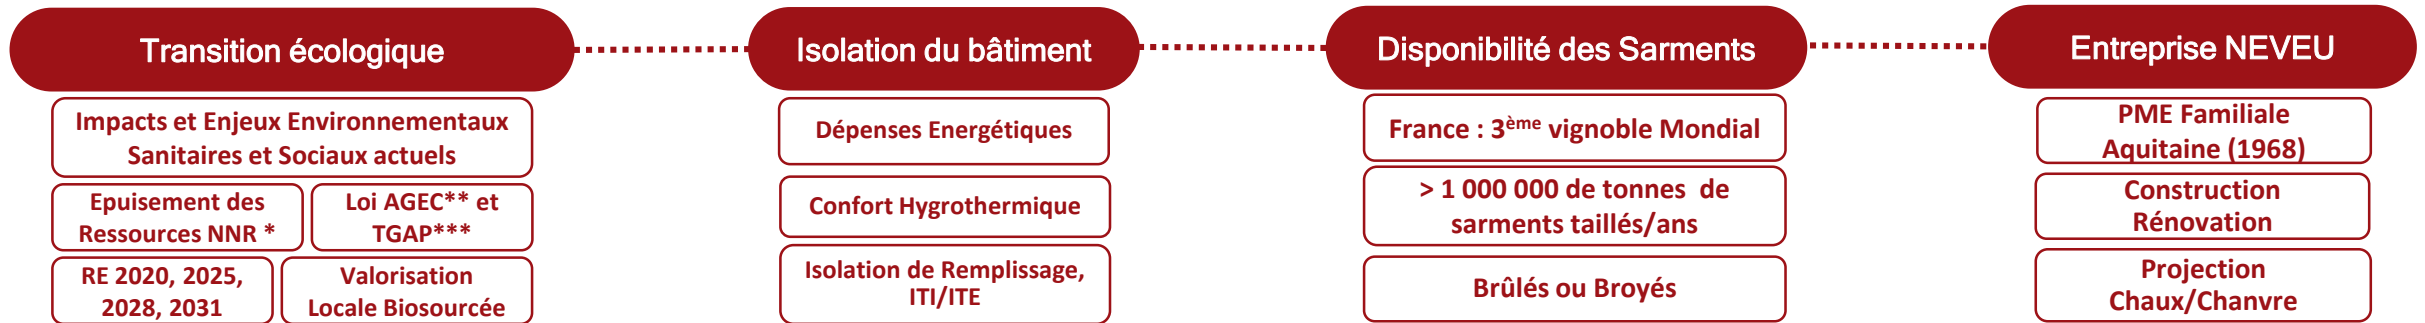 Transition écologique
Impacts et Enjeux Environnementaux
Sanitaires et Sociaux actuels
Epuisement des
Ressources NNR *
Loi AGEC** et
TGAP***
RE 2020, 2025,
2028, 2031
Valorisation
Locale Biosourcée
Isolation du bâtiment
Dépenses Energétiques
Confort Hygrothermique
Isolation de Remplissage,
ITI/ITE
Disponibilité des Sarments
France : 3ème vignoble Mondial
> 1 000 000 de tonnes de
sarments taillés/ans
Brûlés ou Broyés
Entreprise NEVEU
PME Familiale
Aquitaine (1968)
Construction
Rénovation
Projection
Chaux/Chanvre